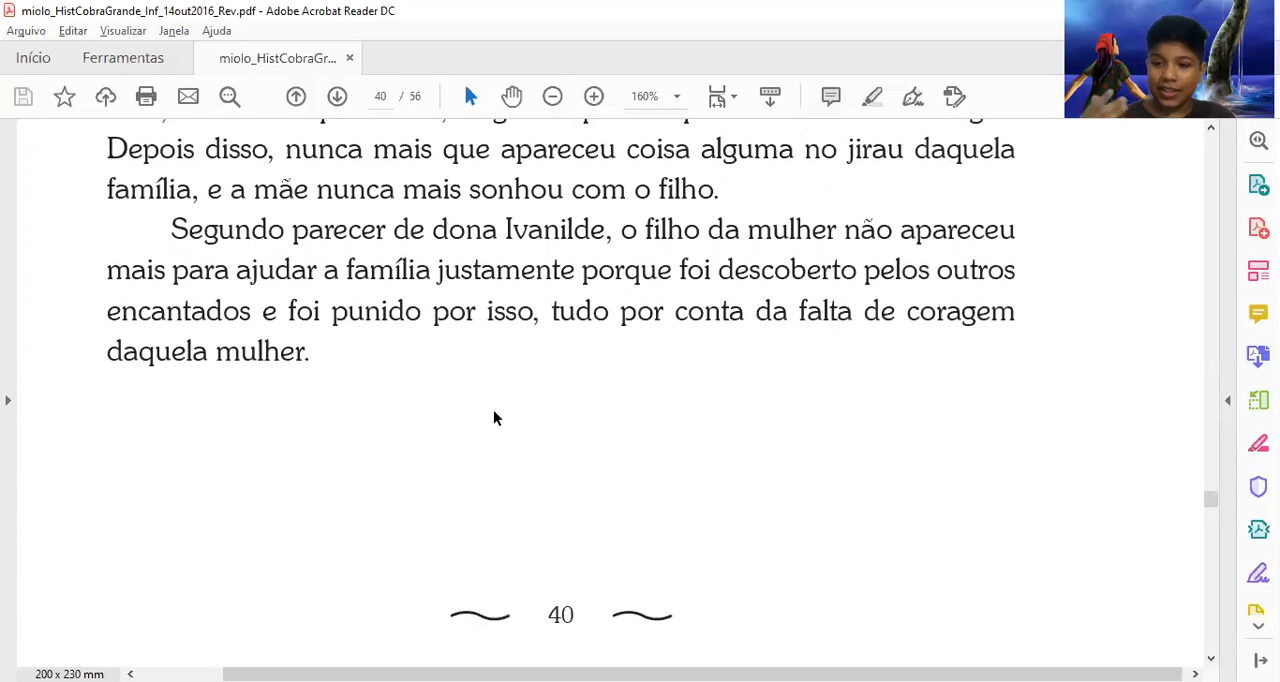 miolo_HistCobraGrande_Inf_14out2016_Rev.pdf - Adobe Acrobat Reader DC
Arquivo Editar Visualizar Janela Ajuda
Início Ferramentas miolo_HistCobraGr... ×
40 / 56 160%
Depois disso, nunca mais que apareceu coisa alguma no jirau daquela
família, e a mãe nunca mais sonhou com o filho.
Segundo parecer de dona Ivanilde, o filho da mulher não apareceu
mais para ajudar a família justamente porque foi descoberto pelos outros
encantados e foi punido por isso, tudo por conta da falta de coragem
daquela mulher.
40
200 x 230 mm